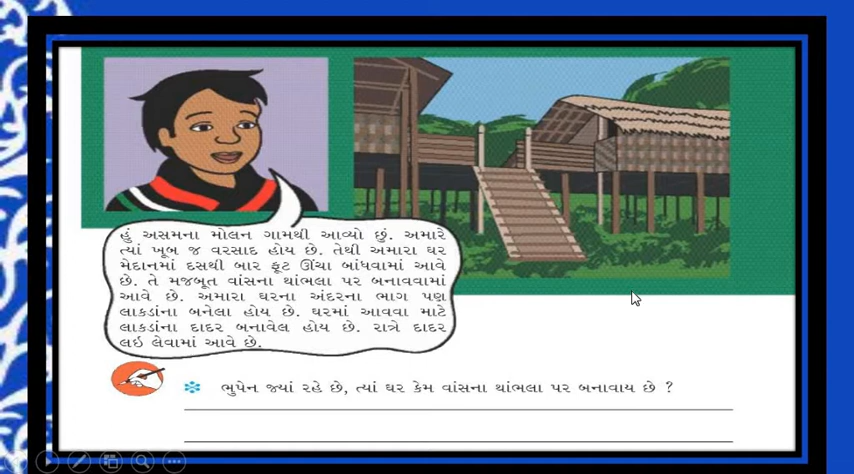 હું અસમના મોલન ગામથી આવ્યો છું. અમારે
ત્યાં ખૂબ જ વરસાદ હોય છે. તેથી અમારા ઘર
મેદાનમાં દસથી બાર ફૂટ ઊંચા બાંધવામાં આવે
છે. તે મજબૂત વાંસના થાંભલા પર બનાવવામાં
આવે છે. અમારા ઘરના અંદરના ભાગ પણ
લાકડાંના બનેલા હોય છે. ઘરમાં આવવા માટે
લાકડાંના દાદર બનાવેલ હોય છે. રાત્રે દાદર
લઇ લેવામાં આવે છે.
ભુપેન જ્યાં રહે છે, ત્યાં ઘર કેમ વાંસના થાંભલા પર બનાવાય છે ?